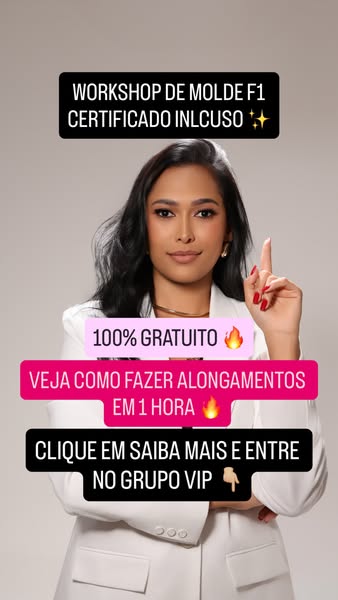 WORKSHOP DE MOLDE F1
CERTIFICADO INLCUSO ✨
100% GRATUITO 🔥
VEJA COMO FAZER ALONGAMENTOS
EM 1 HORA 🔥
CLIQUE EM SAIBA MAIS E ENTRE
NO GRUPO VIP 👇🏼